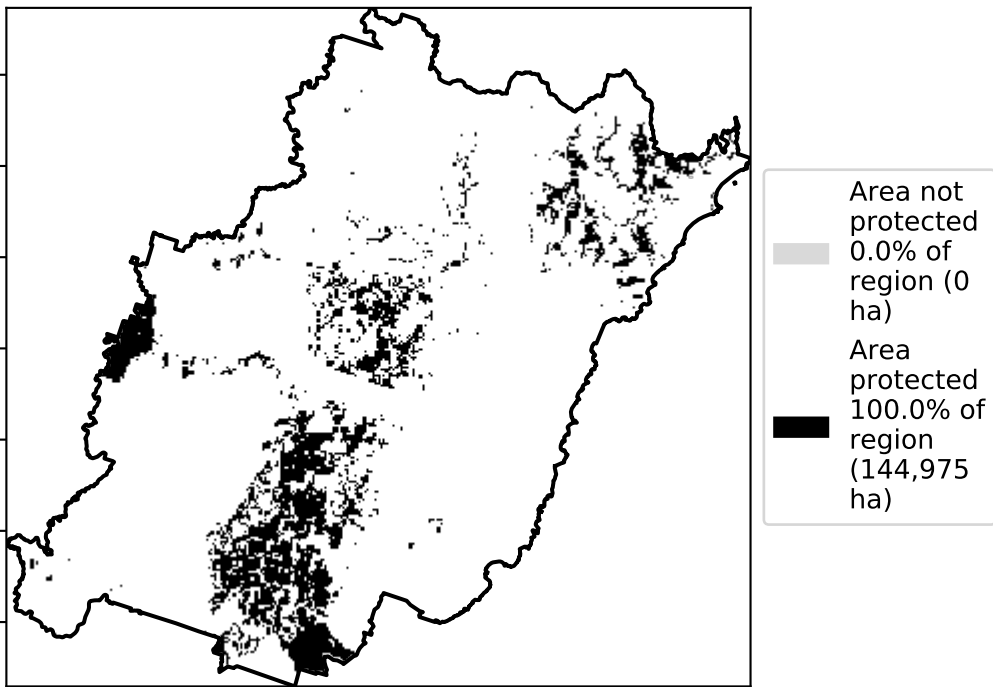 Area not
protected
0.0% of
region (0
ha)
Area
protected
100.0% of
region
(144,975
ha)